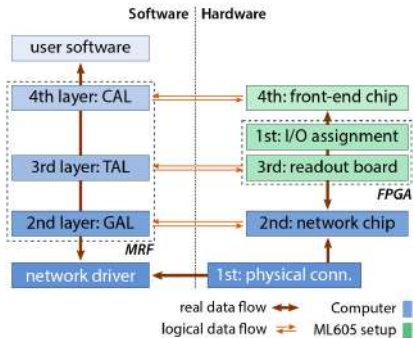 Software Hardware
user software
4th layer: CAL 4th: front-end chip
1st: I/O assignment
3rd layer: TAL 3rd: readout board
FPGA
2nd layer: GAL 2nd: network chip
MRF
network driver 1st: physical conn.
real data flow Computer
logical data flow ML605 setup